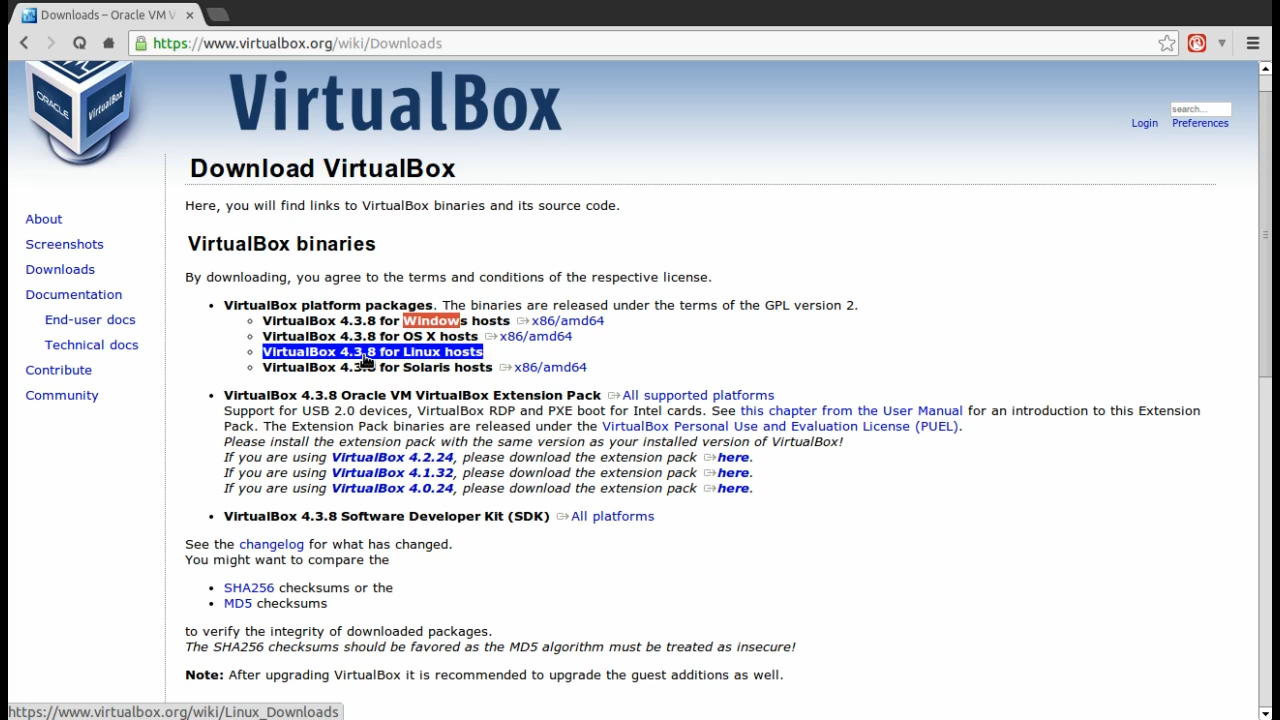 Downloads – Oracle VM V
https://www.virtualbox.org/wiki/Downloads
ORACLE
VirtualBox
VirtualBox
search...
Login Preferences
Download VirtualBox
Here, you will find links to VirtualBox binaries and its source code.
About
Screenshots
Downloads
Documentation
End-user docs
Technical docs
Contribute
Community
VirtualBox binaries
By downloading, you agree to the terms and conditions of the respective license.
• VirtualBox platform packages. The binaries are released under the terms of the GPL version 2.
VirtualBox 4.3.8 for Windows hosts x86/amd64
VirtualBox 4.3.8 for OS X hosts x86/amd64
VirtualBox 4.3.8 for Linux hosts
VirtualBox 4.3.8 for Solaris hosts x86/amd64
• VirtualBox 4.3.8 Oracle VM VirtualBox Extension Pack All supported platforms
Support for USB 2.0 devices, VirtualBox RDP and PXE boot for Intel cards. See this chapter from the User Manual for an introduction to this Extension
Pack. The Extension Pack binaries are released under the VirtualBox Personal Use and Evaluation License (PUEL).
Please install the extension pack with the same version as your installed version of VirtualBox!
If you are using VirtualBox 4.2.24, please download the extension pack here.
If you are using VirtualBox 4.1.32, please download the extension pack here.
If you are using VirtualBox 4.0.24, please download the extension pack here.
• VirtualBox 4.3.8 Software Developer Kit (SDK) All platforms
See the changelog for what has changed.
You might want to compare the
• SHA256 checksums or the
• MD5 checksums
to verify the integrity of downloaded packages.
The SHA256 checksums should be favored as the MD5 algorithm must be treated as insecure!
Note: After upgrading VirtualBox it is recommended to upgrade the guest additions as well.
https://www.virtualbox.org/wiki/Linux_Downloads